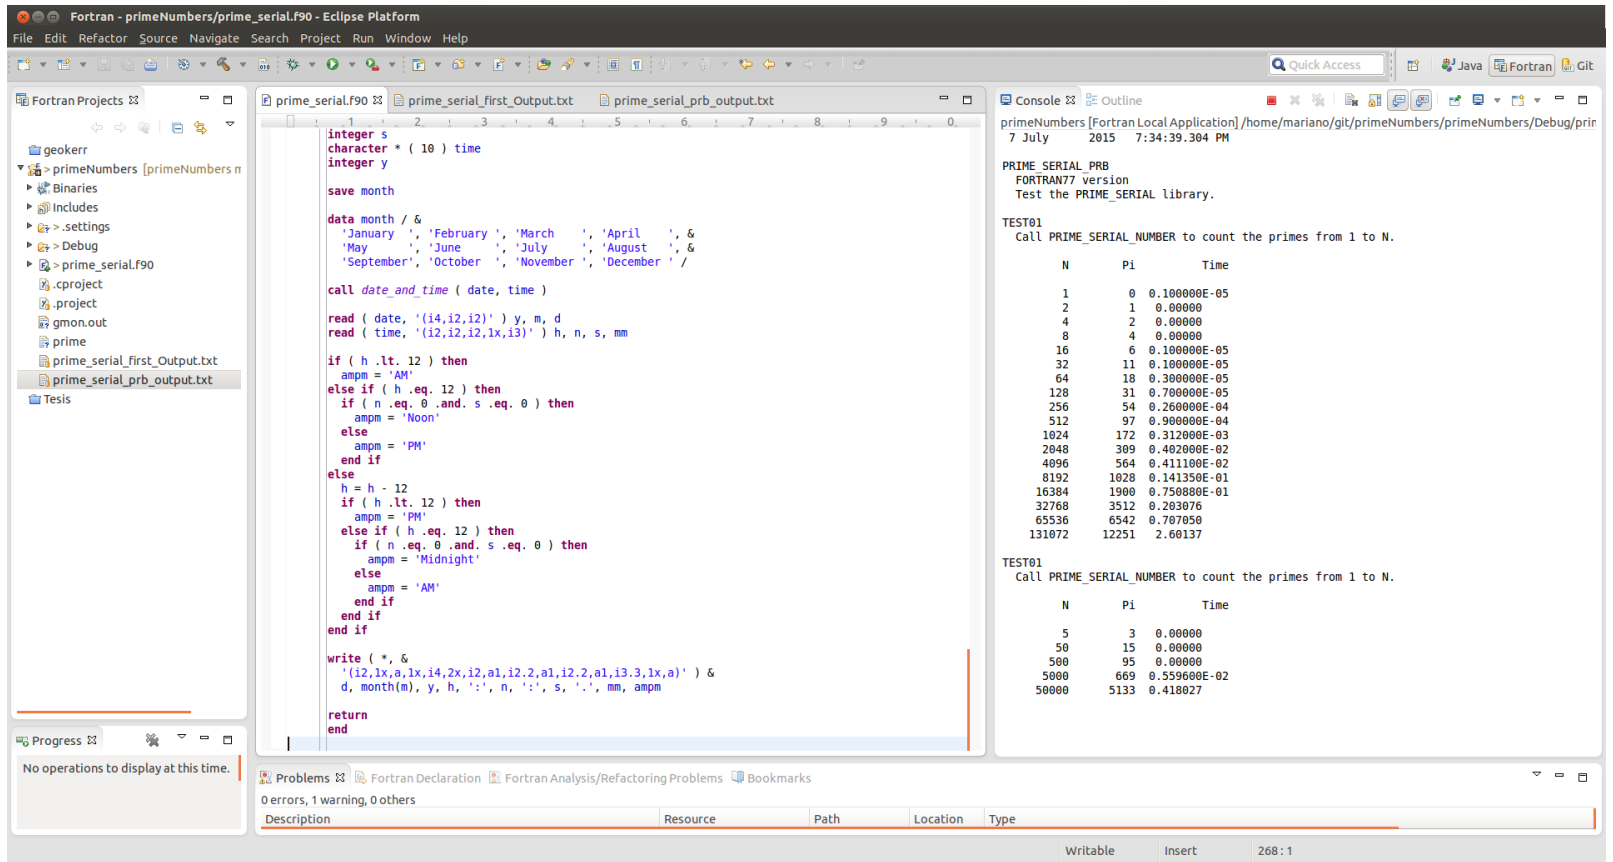 Fortran - primeNumbers/prime_serial.f90 - Eclipse Platform
File Edit Refactor Source Navigate Search Project Run Window Help
Quick Access
Java
Fortran
Git
Fortran Projects
geokerr
> primeNumbers [primeNumbers m
Binaries
Includes
> .settings
> Debug
> prime_serial.f90
.cproject
.project
gmon.out
prime
prime_serial_first_Output.txt
prime_serial_prb_output.txt
Tesis
Progress
No operations to display at this time.
prime_serial.f90 prime_serial_first_Output.txt prime_serial_prb_output.txt
1 2 3 4 5 6 7 8 9 0
integer s
character * ( 10 ) time
integer y
save month
data month / &
'January  ', 'February ', 'March    ', 'April    ', &
'May      ', 'June     ', 'July     ', 'August   ', &
'September', 'October  ', 'November ', 'December ' /
call date_and_time ( date, time )
read ( date, '(i4,i2,i2)' ) y, m, d
read ( time, '(i2,i2,i2,1x,i3)' ) h, n, s, mm
if ( h .lt. 12 ) then
ampm = 'AM'
else if ( h .eq. 12 ) then
if ( n .eq. 0 .and. s .eq. 0 ) then
ampm = 'Noon'
else
ampm = 'PM'
end if
else
h = h - 12
if ( h .lt. 12 ) then
ampm = 'PM'
else if ( h .eq. 12 ) then
if ( n .eq. 0 .and. s .eq. 0 ) then
ampm = 'Midnight'
else
ampm = 'AM'
end if
end if
end if
write ( *, &
'(i2,1x,a,1x,i4,2x,i2,a1,i2.2,a1,i2.2,a1,i3.3,1x,a)' ) &
d, month(m), y, h, ':', n, ':', s, '.', mm, ampm
return
end
Console Outline
primeNumbers [Fortran Local Application] /home/mariano/git/primeNumbers/primeNumbers/Debug/prin
7 July 2015 7:34:39.304 PM
PRIME_SERIAL_PRB
FORTRAN77 version
Test the PRIME_SERIAL library.
TEST01
Call PRIME_SERIAL_NUMBER to count the primes from 1 to N.
N Pi Time
1 0 0.100000E-05
2 1 0.00000
4 2 0.00000
8 4 0.00000
16 6 0.100000E-05
32 11 0.100000E-05
64 18 0.300000E-05
128 31 0.700000E-05
256 54 0.260000E-04
512 97 0.900000E-04
1024 172 0.312000E-03
2048 309 0.402000E-02
4096 564 0.411100E-02
8192 1028 0.141350E-01
16384 1900 0.750880E-01
32768 3512 0.203076
65536 6542 0.707050
131072 12251 2.60137
TEST01
Call PRIME_SERIAL_NUMBER to count the primes from 1 to N.
N Pi Time
5 3 0.00000
50 15 0.00000
500 95 0.00000
5000 669 0.559600E-02
50000 5133 0.418027
Problems Fortran Declaration Fortran Analysis/Refactoring Problems Bookmarks
0 errors, 1 warning, 0 others
Description Resource Path Location Type
Writable Insert 268 : 1